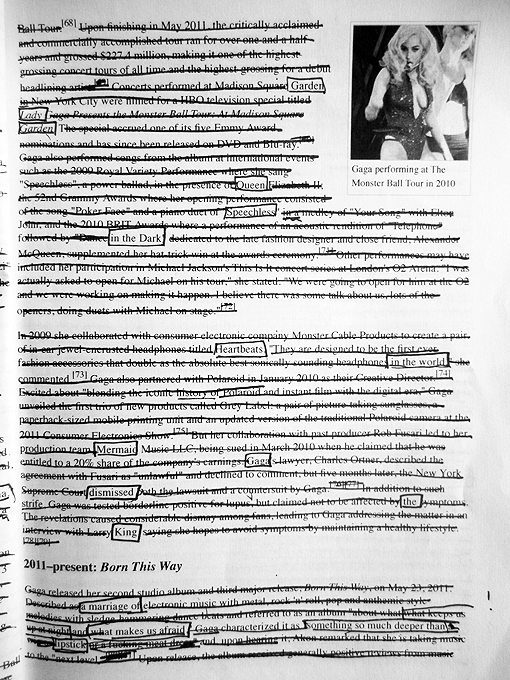 Ball Tour.[68] Upon finishing in May 2011, the critically acclaimed
and commercially accomplished tour ran for over one and a half
years and grossed $227.4 million, making it one of the highest
grossing concert tours of all time and the highest-grossing for a debut
headlining artist. Concerts performed at Madison Square Garden
in New York City were filmed for a HBO television special titled
Lady Gaga Presents the Monster Ball Tour: At Madison Square
Garden. The special accrued one of its five Emmy Award
nominations and has since been released on DVD and Blu-ray.
Gaga also performed songs from the album at international events
such as the 2009 Royal Variety Performance where she sang
"Speechless", a power ballad, in the presence of Queen Elizabeth II,
the 52nd Grammy Awards where her opening performance consisted
of the song "Poker Face" and a piano duet of "Speechless" in a medley of "Your Song" with Elton
John, and the 2010 BRIT Awards where a performance of an acoustic rendition of "Telephone"
followed by "Dance in the Dark" dedicated to the late fashion designer and close friend, Alexander
McQueen, supplemented her hat-trick win at the awards ceremony. Other performances may have
included her participation in Michael Jackson's This Is It concert series at London's O2 Arena. "I was
actually asked to open for Michael on his tour," she stated. "We were going to open for him at the O2
and we were working on making it happen. I believe there was some talk about us, lots of the
openers, doing duets with Michael on stage."[72]
In 2009 she collaborated with consumer electronic company Monster Cable Products to create a pair
of in-ear jewel-encrusted headphones titled Heartbeats. "They are designed to be the first ever
fashion accessories that double as the absolute best sonically sounding headphones in the world," she
commented.[73] Gaga also partnered with Polaroid in January 2010 as their Creative Director.[74]
Excited about "blending the iconic history of Polaroid and instant film with the digital era," Gaga
unveiled the first trio of new products called Grey Label: a pair of picture-taking sunglasses, a
paperback-sized mobile printing unit and an updated version of the traditional Polaroid camera at the
2011 Consumer Electronics Show.[75] But her collaboration with past producer Rob Fusari led to her
production team, Mermaid Music LLC, being sued in March 2010 when he claimed that he was
entitled to a 20% share of the company's earnings. Gaga's lawyer, Charles Ortner, described the
agreement with Fusari as "unlawful" and declined to comment, but five months later, the New York
Supreme Court dismissed both the lawsuit and a countersuit by Gaga.[76][77] In addition to such
strife, Gaga was tested borderline positive for lupus, but claimed not to be affected by the symptoms.
The revelations caused considerable dismay among fans, leading to Gaga addressing the matter in an
interview with Larry King, saying she hopes to avoid symptoms by maintaining a healthy lifestyle.
[78][79]
2011–present: Born This Way
Gaga released her second studio album and third major release, Born This Way, on May 23, 2011.
Described as a marriage of electronic music with metal, rock 'n' roll, pop and anthemic style
melodies with sledge-hammering dance beats and referred to as an album "about what keeps us
up at night and what makes us afraid", Gaga characterized it as "something so much deeper than
lipstick or a fucking meat dress" and, upon hearing it, Akon remarked that she is taking music
to the "next level". Upon release, the album received generally positive reviews from music
Gaga performing at The
Monster Ball Tour in 2010